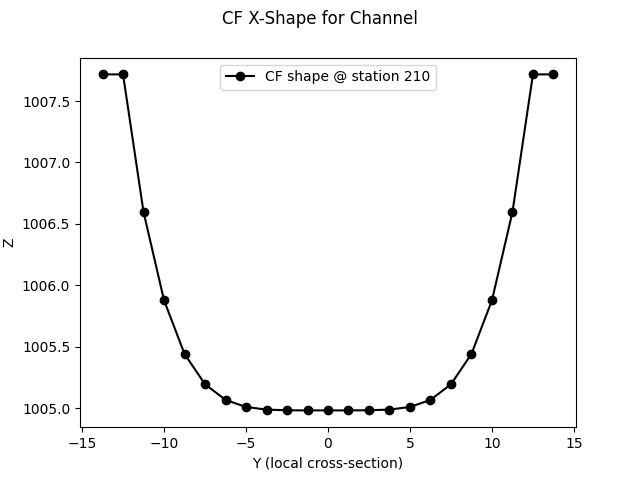 CF X-Shape for Channel
CF shape @ station 210
1007.5
1007.0
1006.5
1006.0
1005.5
1005.0
Z
−15 −10 −5 0 5 10 15
Y (local cross-section)